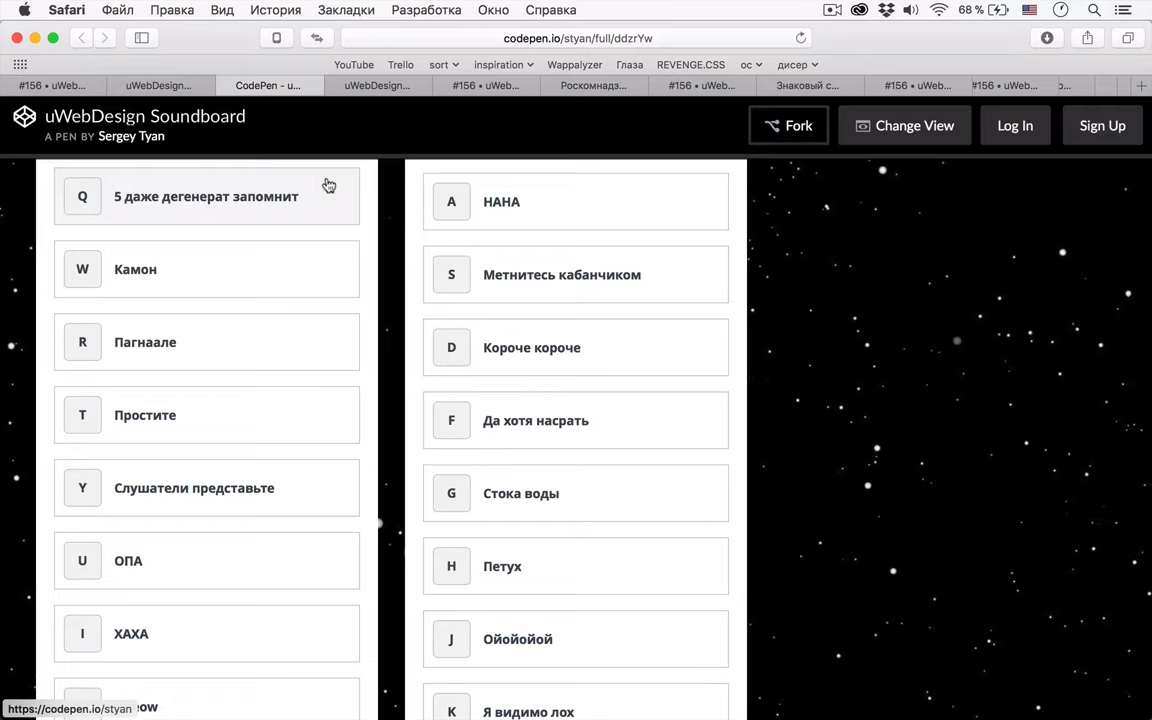 Safari Файл Правка Вид История Закладки Разработка Окно Справка 68 %
codepen.io/styan/full/ddzrYw
YouTube Trello sort inspiration Wappalyzer Глаза REVENGE.CSS ос дисер
#156 • uWeb... uWebDesign... CodePen - u... uWebDesign... #156 • uWeb... Роскомнадз... #156 • uWeb... Знаковый с... #156 • uWeb... #156 • uWeb...
uWebDesign Soundboard
A PEN BY Sergey Tyan
Fork Change View Log In Sign Up
Q 5 даже дегенерат запомнит
W Камон
R Пагнаале
T Простите
Y Слушатели представьте
U ОПА
I ХАХА
A НАНА
S Метнитесь кабанчиком
D Короче короче
F Да хотя насрать
G Стока воды
H Петух
J Ойойойой
K Я видимо лох
https://codepen.io/styan